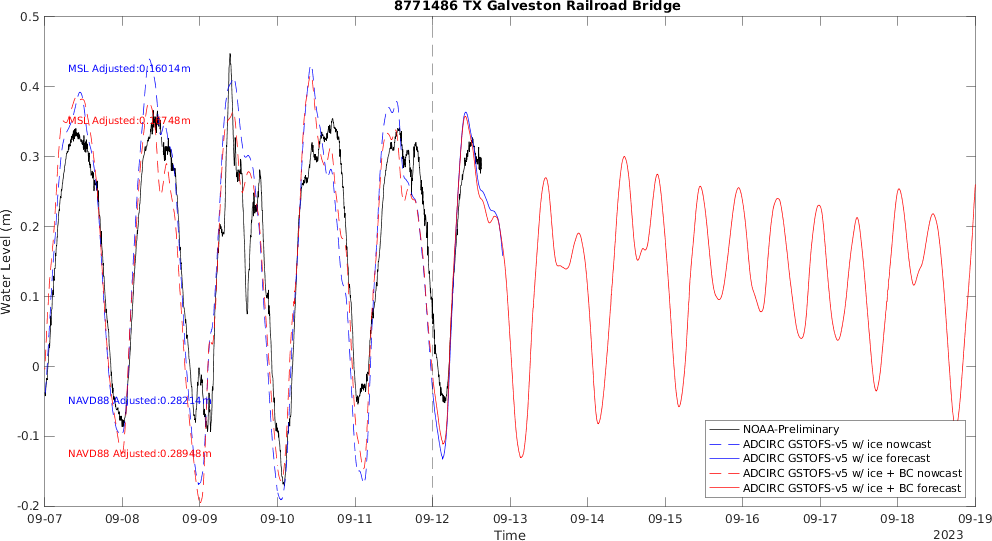 8771486 TX Galveston Railroad Bridge
0.5
0.4
0.3
0.2
0.1
0
-0.1
-0.2
Water Level (m)
MSL Adjusted:0.16014m
MSL
NAVD88 Adjusted:0.28214m
NAVD88 Adjusted:0.28948m
NOAA-Preliminary
ADCIRC GSTOFS-v5 w/ ice nowcast
ADCIRC GSTOFS-v5 w/ ice forecast
ADCIRC GSTOFS-v5 w/ ice + BC nowcast
ADCIRC GSTOFS-v5 w/ ice + BC forecast
09-07 09-08 09-09 09-10 09-11 09-12 09-13 09-14 09-15 09-16 09-17 09-18 09-19
Time
2023